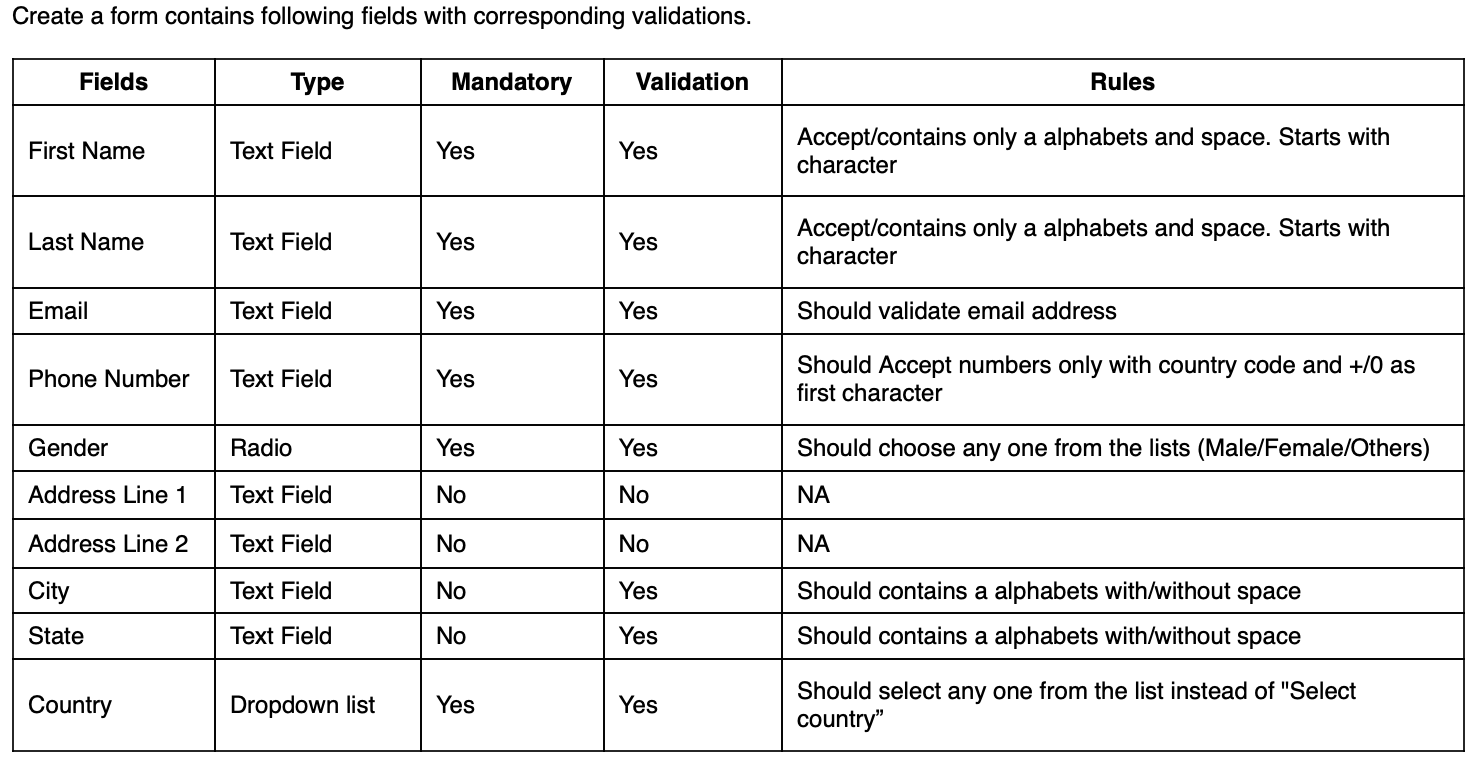 Create a form contains following fields with corresponding validations.
Fields Type Mandatory Validation Rules
First Name Text Field Yes Yes Accept/contains only a alphabets and space. Starts with
character
Last Name Text Field Yes Yes Accept/contains only a alphabets and space. Starts with
character
Email Text Field Yes Yes Should validate email address
Phone Number Text Field Yes Yes Should Accept numbers only with country code and +/0 as
first character
Gender Radio Yes Yes Should choose any one from the lists (Male/Female/Others)
Address Line 1 Text Field No No NA
Address Line 2 Text Field No No NA
City Text Field No Yes Should contains a alphabets with/without space
State Text Field No Yes Should contains a alphabets with/without space
Country Dropdown list Yes Yes Should select any one from the list instead of "Select
country”